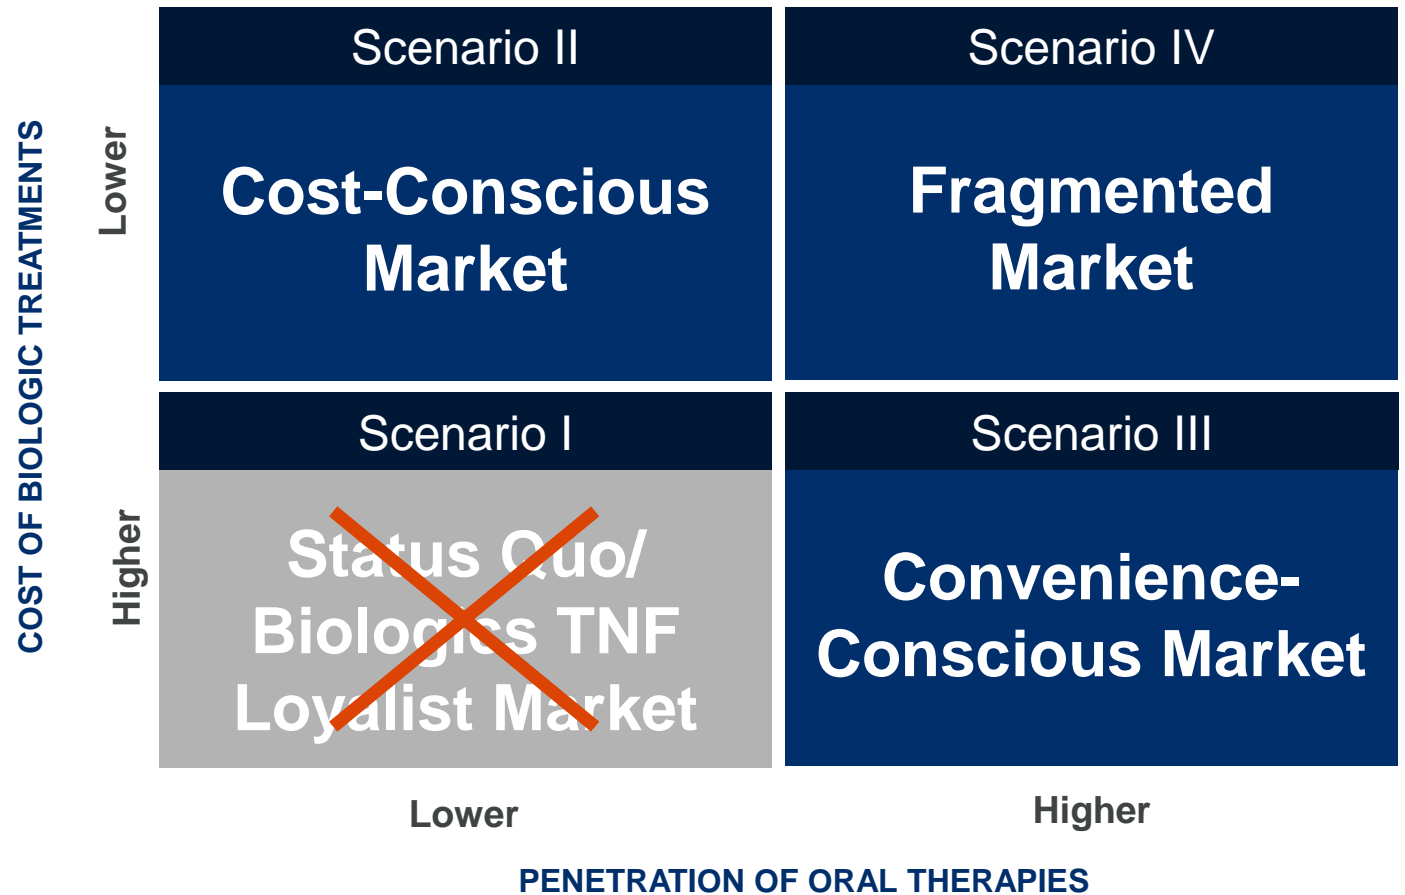 COST OF BIOLOGIC TREATMENTS
Lower
Higher
Scenario II
Cost-Conscious
Market
Scenario IV
Fragmented
Market
Scenario I
Status Quo/
Biologics TNF
Loyalist Market
Scenario III
Convenience-
Conscious Market
Lower
Higher
PENETRATION OF ORAL THERAPIES